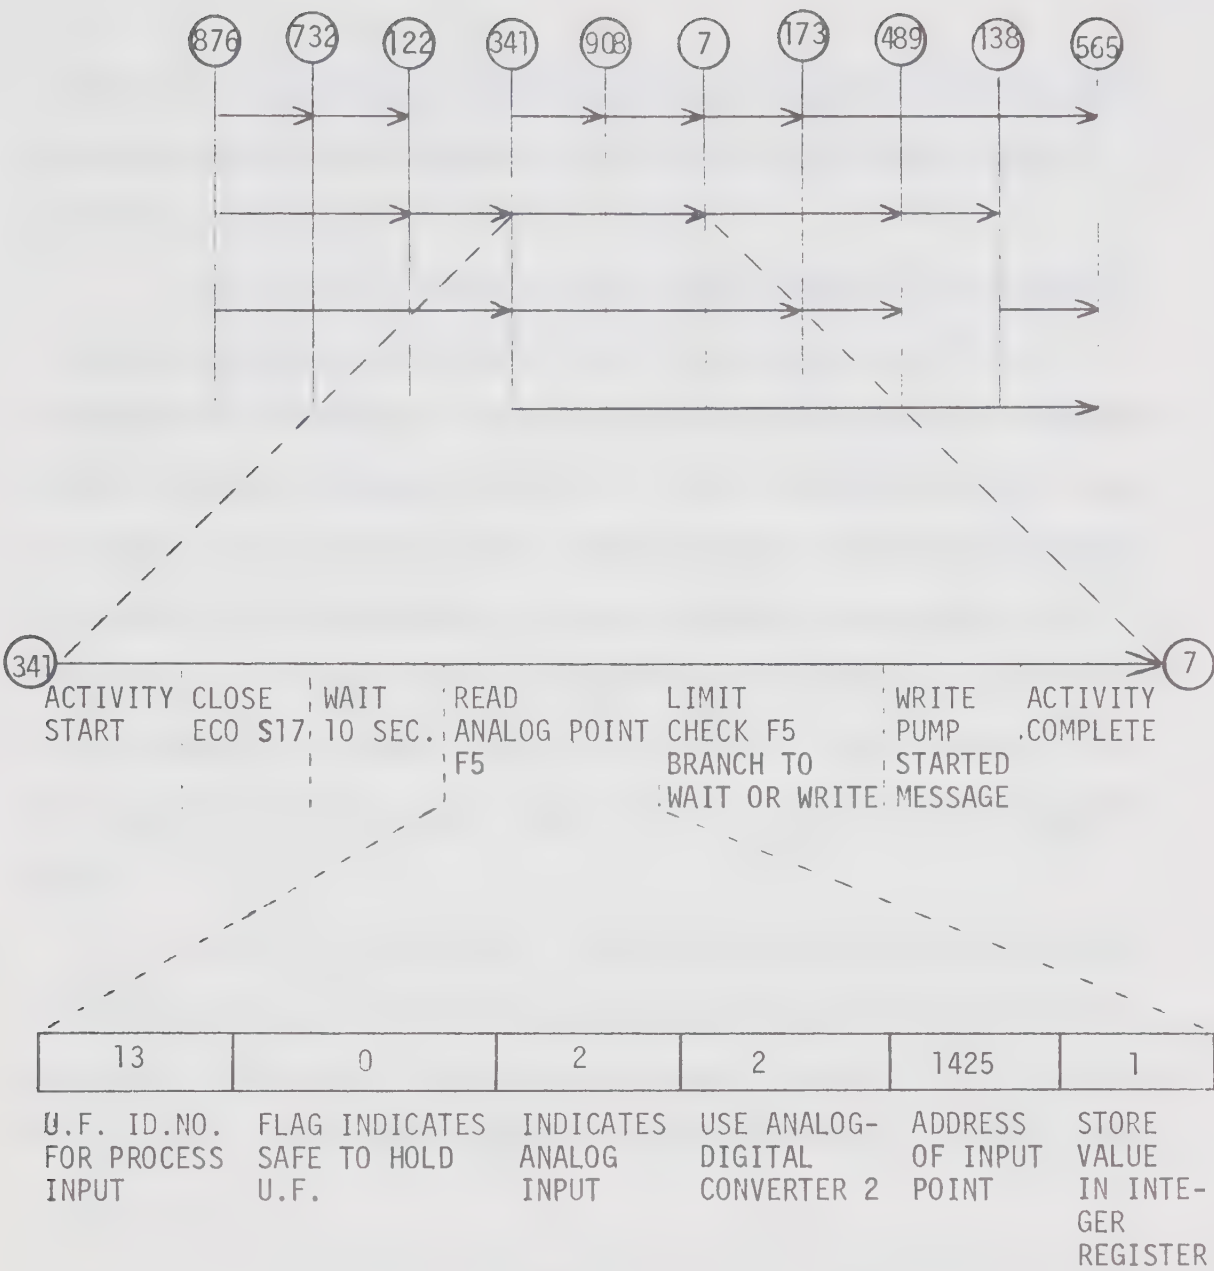 876 732 122 341 908 7 173 489 138 565
341 7
ACTIVITY START
CLOSE ECO S17
WAIT 10 SEC.
READ ANALOG POINT F5
LIMIT CHECK F5 BRANCH TO WAIT OR WRITE
WRITE PUMP STARTED MESSAGE
ACTIVITY COMPLETE
13 0 2 2 1425 1
U.F. ID.NO.
FOR PROCESS
INPUT
FLAG INDICATES
SAFE TO HOLD
U.F.
INDICATES
ANALOG
INPUT
USE ANALOG-
DIGITAL
CONVERTER 2
ADDRESS
OF INPUT
POINT
STORE
VALUE
IN INTE-
GER
REGISTER